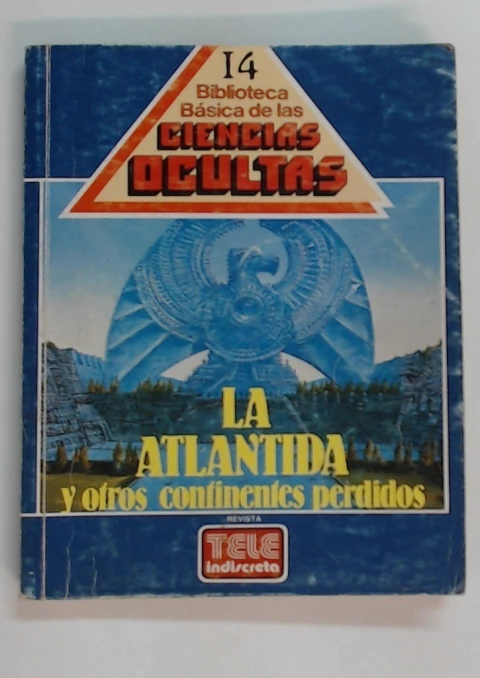 14
Biblioteca
Básica de las
CIENCIAS
OCULTAS
LA
ATLANTIDA
y otros continentes perdidos
REVISTA
TELE
indiscreta